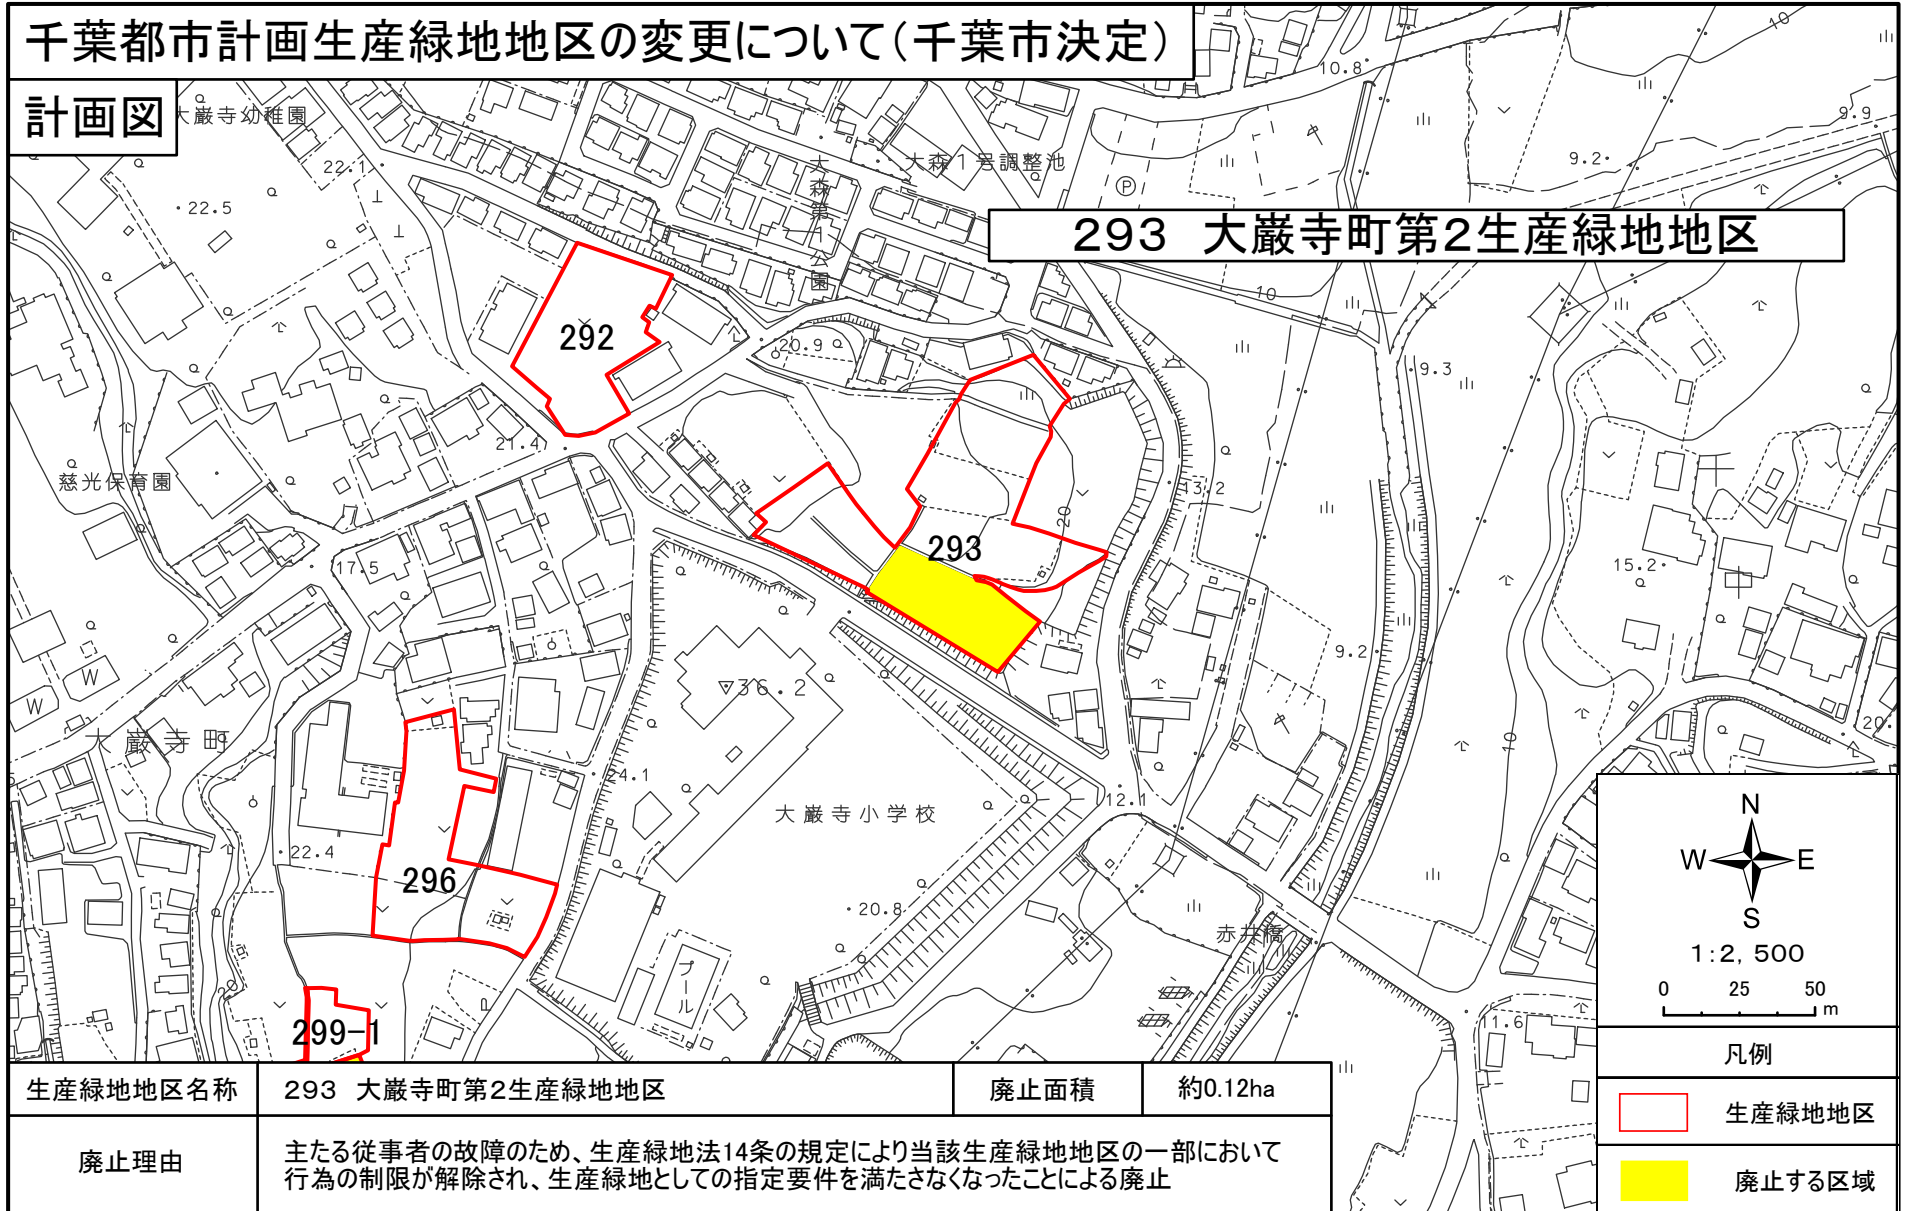 千葉都市計画生産緑地地区の変更について(千葉市決定)
計画図
大巌寺幼稚園
22.1
・22.5
大森第1公園
大森1号調整池
10.8
10
9.9
9.2
P
293 大巌寺町第2生産緑地地区
10
292
20.9
9.3
21.4
慈光保育園
13.2
20
293
17.5
15.2
千
中
9.2
36.2
W
W
大巌寺町
24.1
10
20.
大巌寺小学校
12.1
22.4
296
・20.8
赤井橋
プール
20
299-1
11.6
N
W E
S
1:2,500
0 25 50
m
凡例
生産緑地地区
廃止する区域
生産緑地地区名称
293 大巌寺町第2生産緑地地区
廃止面積
約0.12ha
廃止理由
主たる従事者の故障のため、生産緑地法14条の規定により当該生産緑地地区の一部において
行為の制限が解除され、生産緑地としての指定要件を満たさなくなったことによる廃止